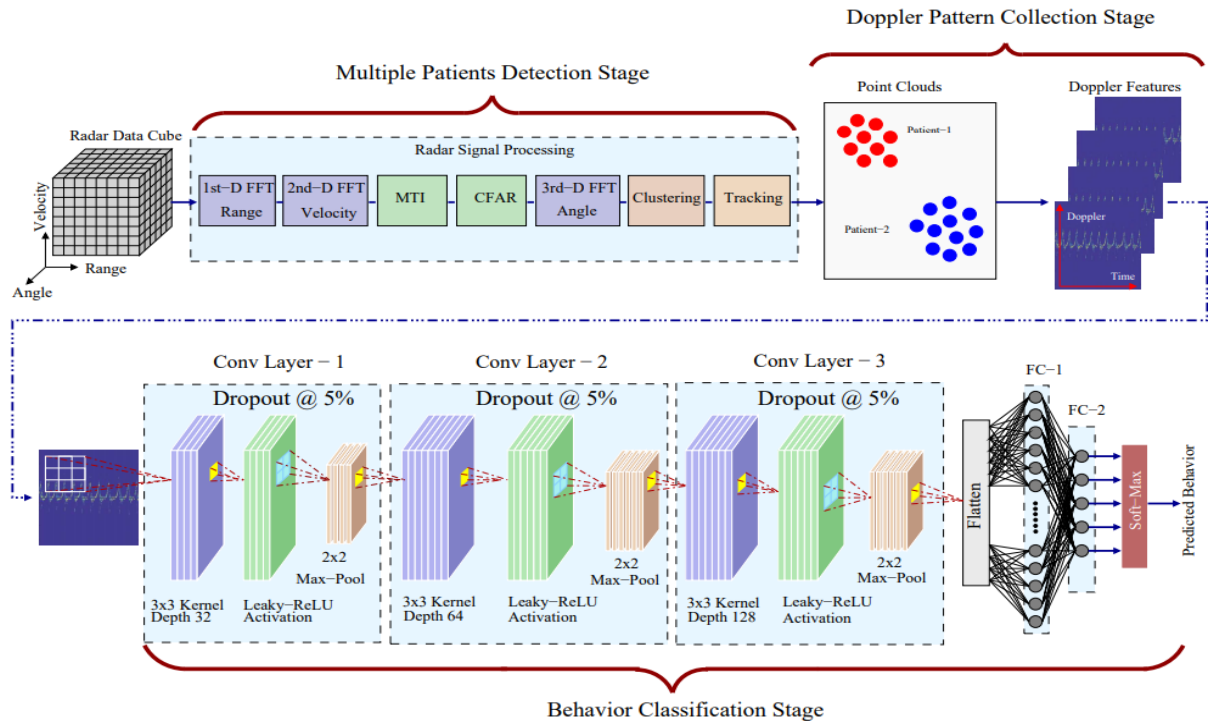 Doppler Pattern Collection Stage
Multiple Patients Detection Stage
Radar Data Cube
Velocity
Range
Angle
Radar Signal Processing
1st−D FFT
Range
2nd−D FFT
Velocity
MTI
CFAR
3rd−D FFT
Angle
Clustering
Tracking
Point Clouds
Patient−1
Patient−2
Doppler Features
Doppler
Time
Conv Layer − 1
Dropout @ 5%
3x3 Kernel
Depth 32
Leaky−ReLU
Activation
2x2
Max−Pool
Conv Layer − 2
Dropout @ 5%
3x3 Kernel
Depth 64
Leaky−ReLU
Activation
2x2
Max−Pool
Conv Layer − 3
Dropout @ 5%
3x3 Kernel
Depth 128
Leaky−ReLU
Activation
2x2
Max−Pool
Flatten
FC−1
FC−2
Soft−Max
Predicted Behavior
Behavior Classification Stage